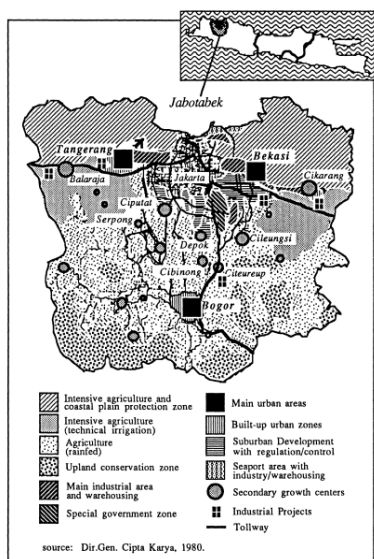 Jabotabek
Tangerang
Bekasi
Jakarta
Balaraja
Cikarang
Ciputat
Serpong
Depok
Cileungsi
Cibinong
Citeureup
Bogor
Intensive agriculture and
coastal plain protection zone
Intensive agriculture
(technical irrigation)
Agriculture
(rainfed)
Upland conservation zone
Main industrial area
and warehousing
Special government zone
Main urban areas
Built-up urban zones
Suburban Development
with regulation/control
Seaport area with
industry/warehousing
Secondary growth centers
Industrial Projects
Tollway
source: Dir.Gen. Cipta Karya, 1980.